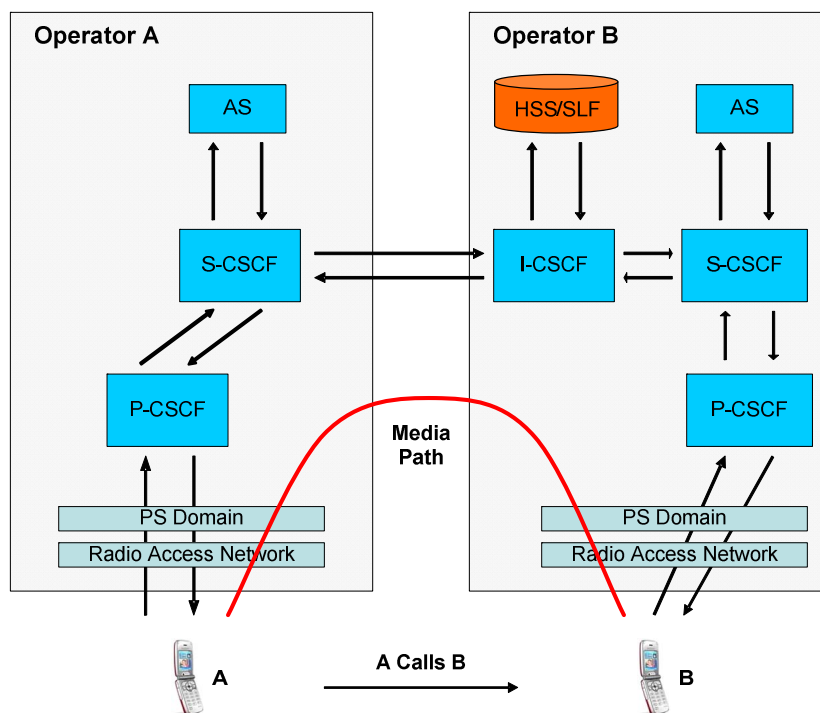 Operator A
Operator B
AS
HSS/SLF
AS
S-CSCF
I-CSCF
S-CSCF
P-CSCF
P-CSCF
Media
Path
PS Domain
PS Domain
Radio Access Network
Radio Access Network
A
A Calls B
B